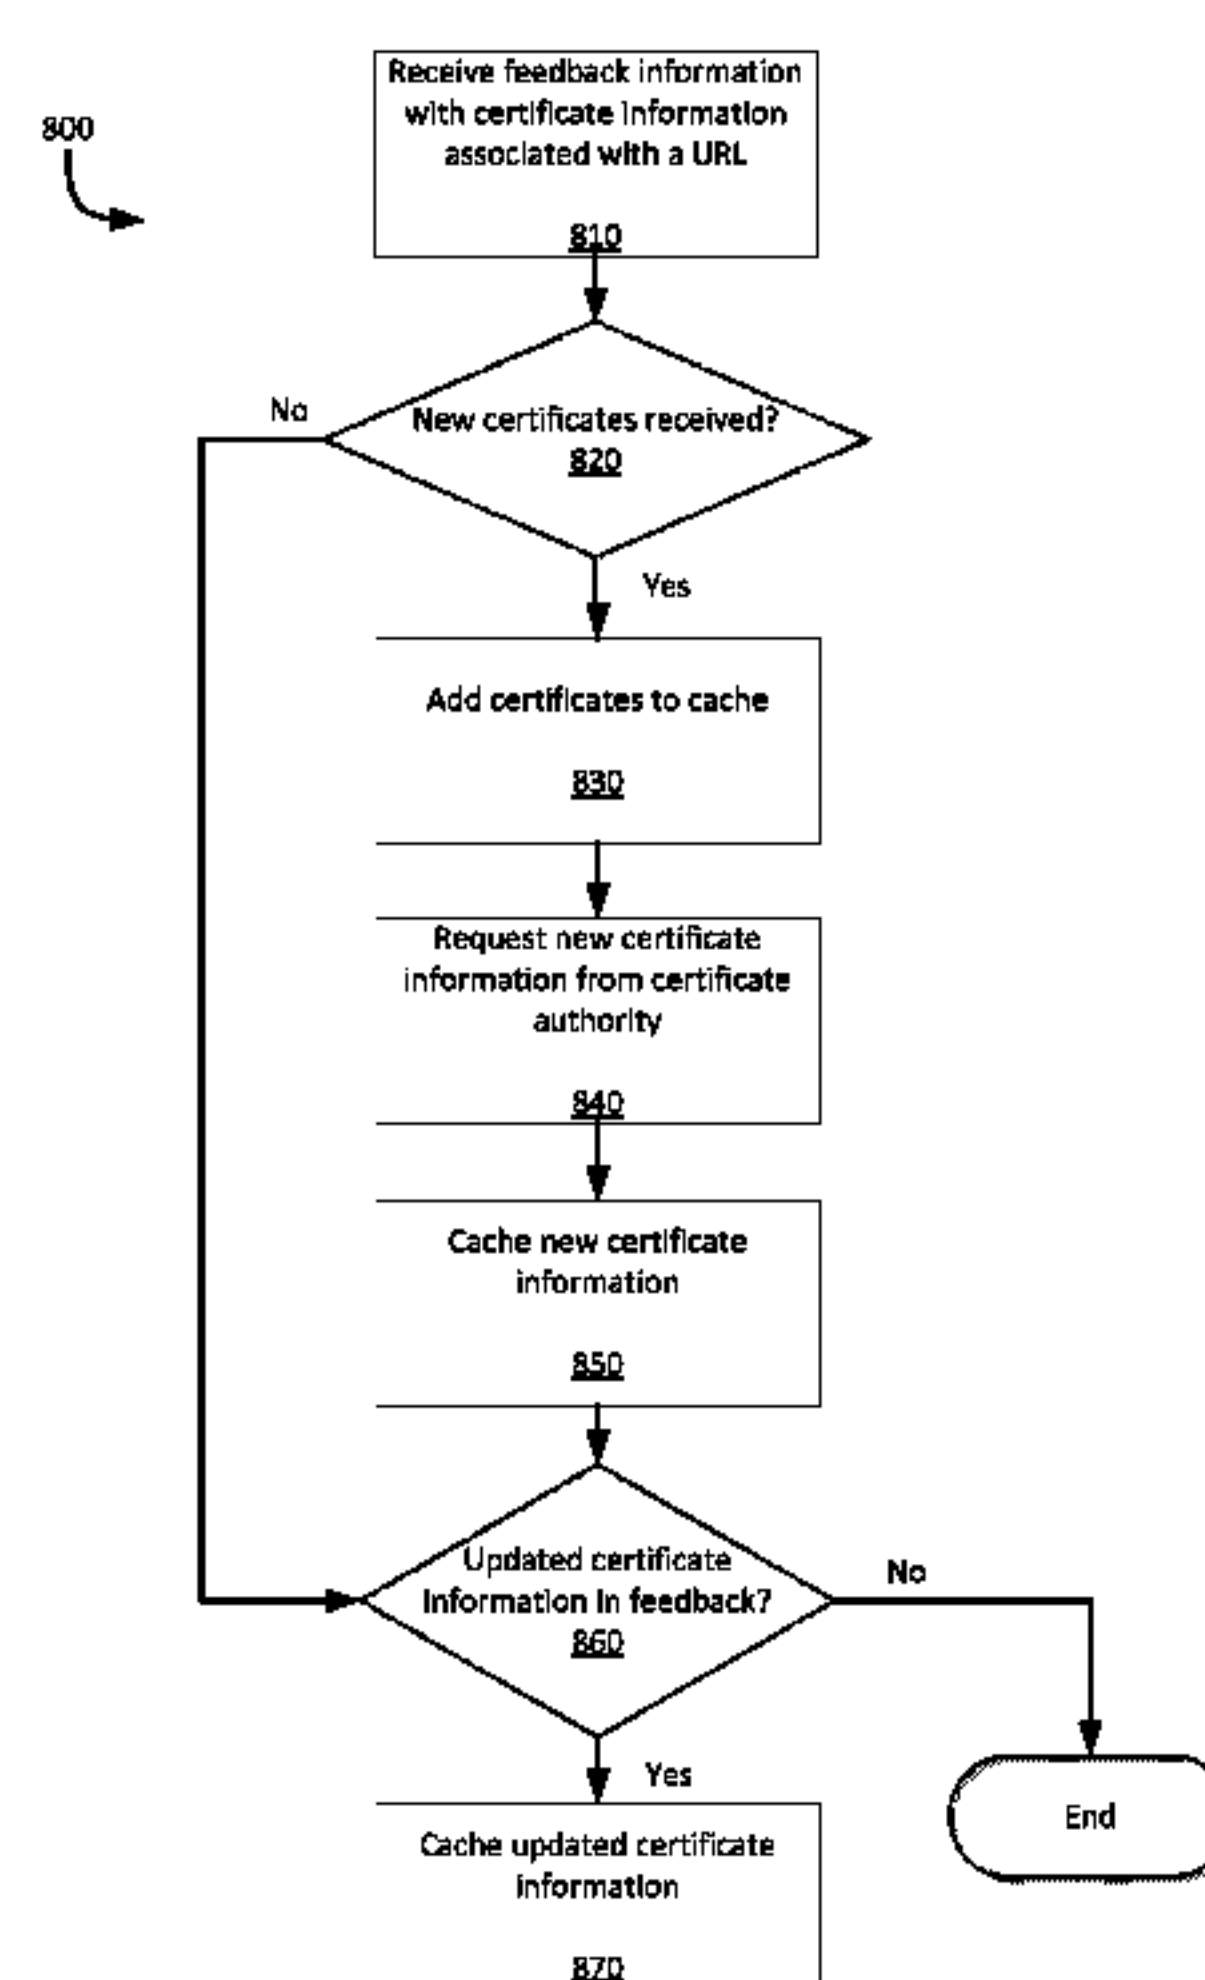 800
Receive feedback information
with certificate information
associated with a URL
810
No
New certificates received?
820
Yes
Add certificates to cache
830
Request new certificate
information from certificate
authority
840
Cache new certificate
information
850
Updated certificate
information in feedback?
860
No
Yes
End
Cache updated certificate
information
870